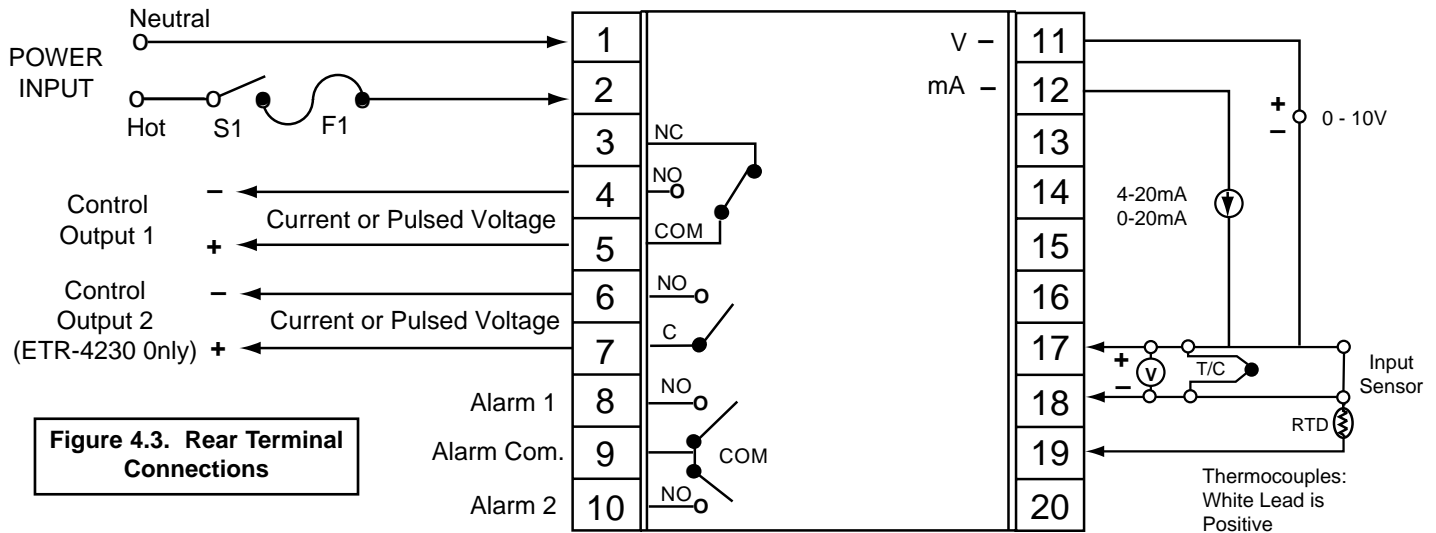 Neutral
POWER
INPUT
Hot S1 F1
Control
Output 1
– Current or Pulsed Voltage
+
Control
Output 2
(ETR-4230 0nly)
– Current or Pulsed Voltage
+
Alarm 1
Alarm Com.
Alarm 2
Figure 4.3. Rear Terminal
Connections
1
2
3 NC
4 NO
5 COM
6 NO
7 C
8 NO
9 COM
10 NO
V – 11
mA – 12
13
14
15
16
17
18
19
20
+
– 0 - 10V
4-20mA
0-20mA
+ V T/C
–
Input
Sensor
RTD
Thermocouples:
White Lead is
Positive